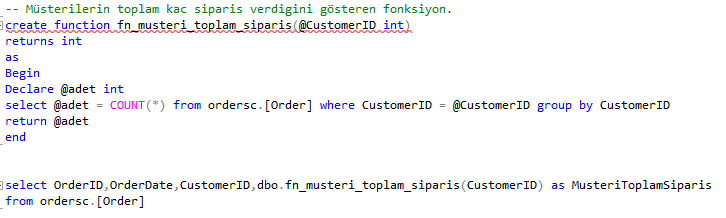 -- Müsterilerin toplam kac siparis verdigini gösteren fonksiyon.
create function fn_musteri_toplam_siparis(@CustomerID int)
returns int
as
Begin
Declare @adet int
select @adet = COUNT(*) from ordersc.[Order] where CustomerID = @CustomerID group by CustomerID
return @adet
end
select OrderID,OrderDate,CustomerID,dbo.fn_musteri_toplam_siparis(CustomerID) as MusteriToplamSiparis
from ordersc.[Order]